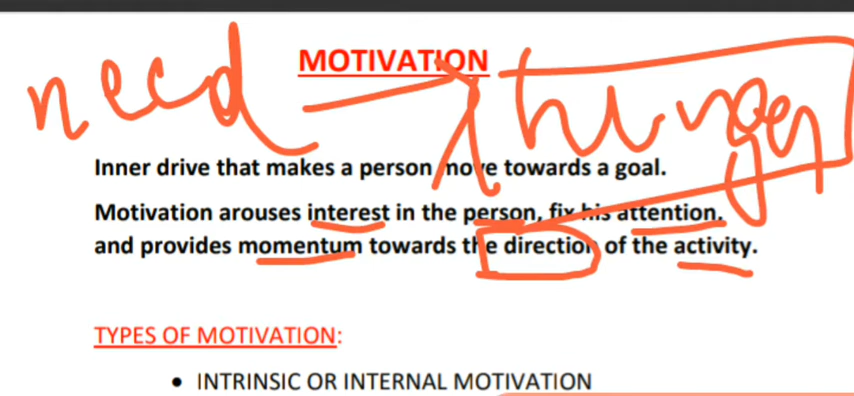 MOTIVATION
need → hunger
Inner drive that makes a person move towards a goal.
Motivation arouses interest in the person, fix his attention.
and provides momentum towards the direction of the activity.
TYPES OF MOTIVATION:
• INTRINSIC OR INTERNAL MOTIVATION